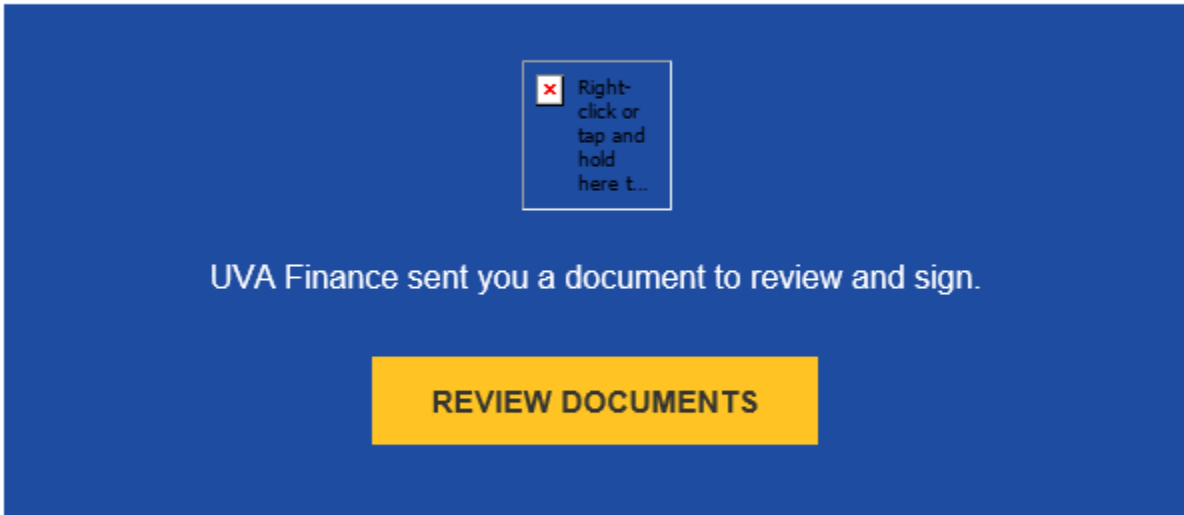 Right-
click or
tap and
hold
here t...
UVA Finance sent you a document to review and sign.
REVIEW DOCUMENTS